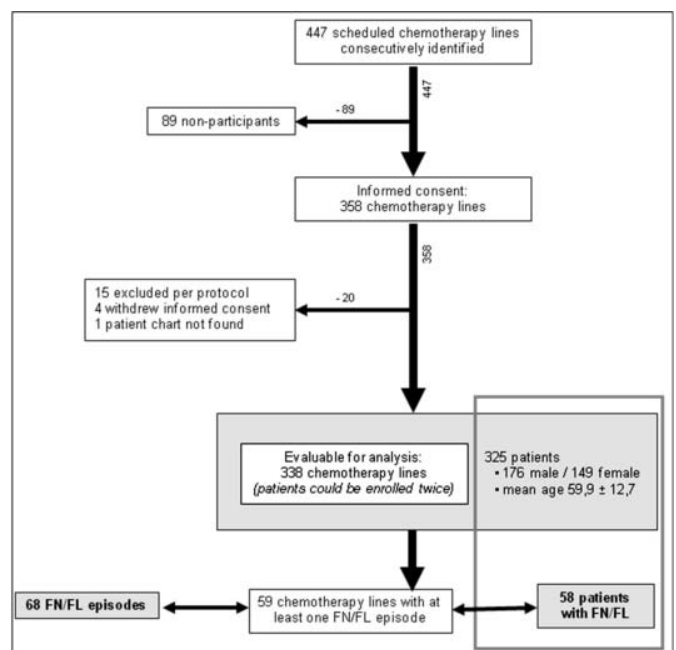 447 scheduled chemotherapy lines
consecutively identified
447
- 89
89 non-participants
Informed consent:
358 chemotherapy lines
358
15 excluded per protocol
4 withdrew informed consent
1 patient chart not found
- 20
Evaluable for analysis:
338 chemotherapy lines
(patients could be enrolled twice)
325 patients
• 176 male / 149 female
• mean age 59,9 ± 12,7
68 FN/FL episodes
59 chemotherapy lines with at
least one FN/FL episode
58 patients
with FN/FL